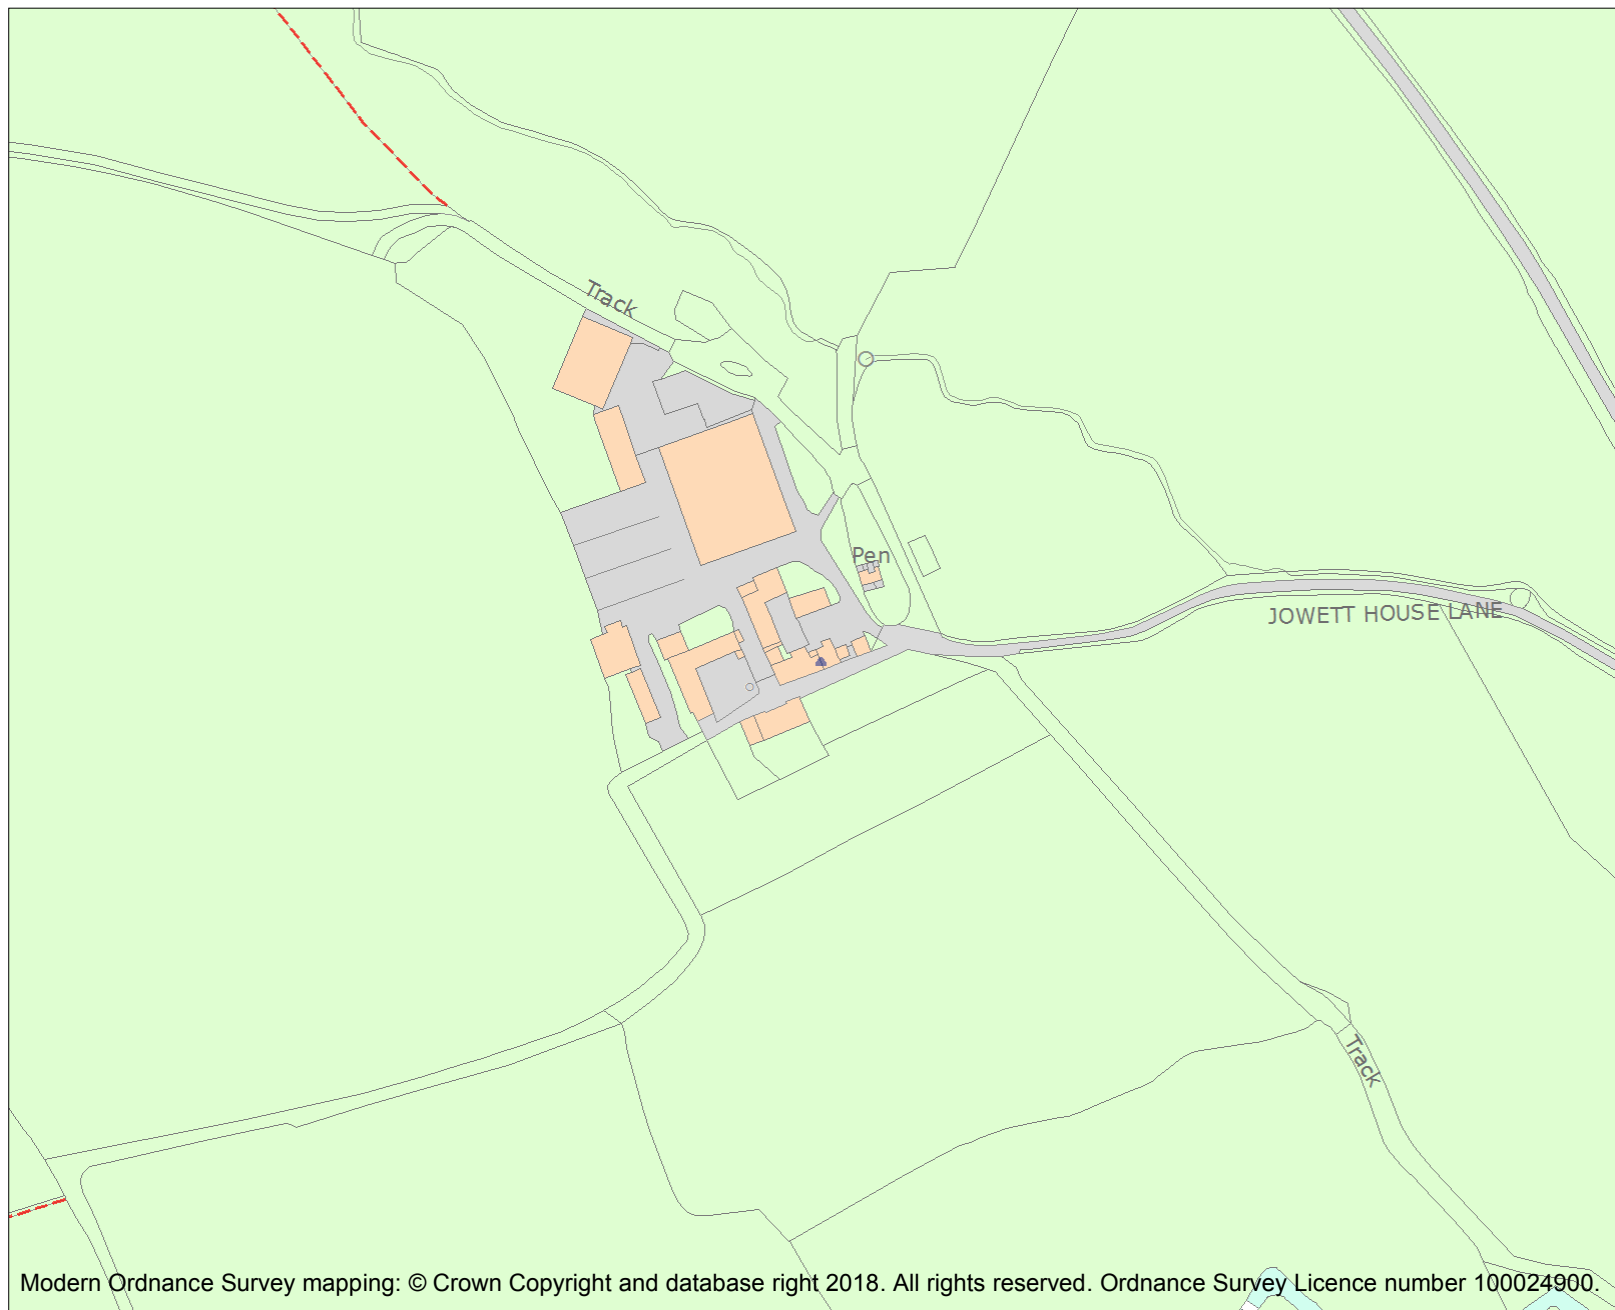 Track
Pen
JOWETT HOUSE LANE
Track
Modern Ordnance Survey mapping: © Crown Copyright and database right 2018. All rights reserved. Ordnance Survey Licence number 100024900.